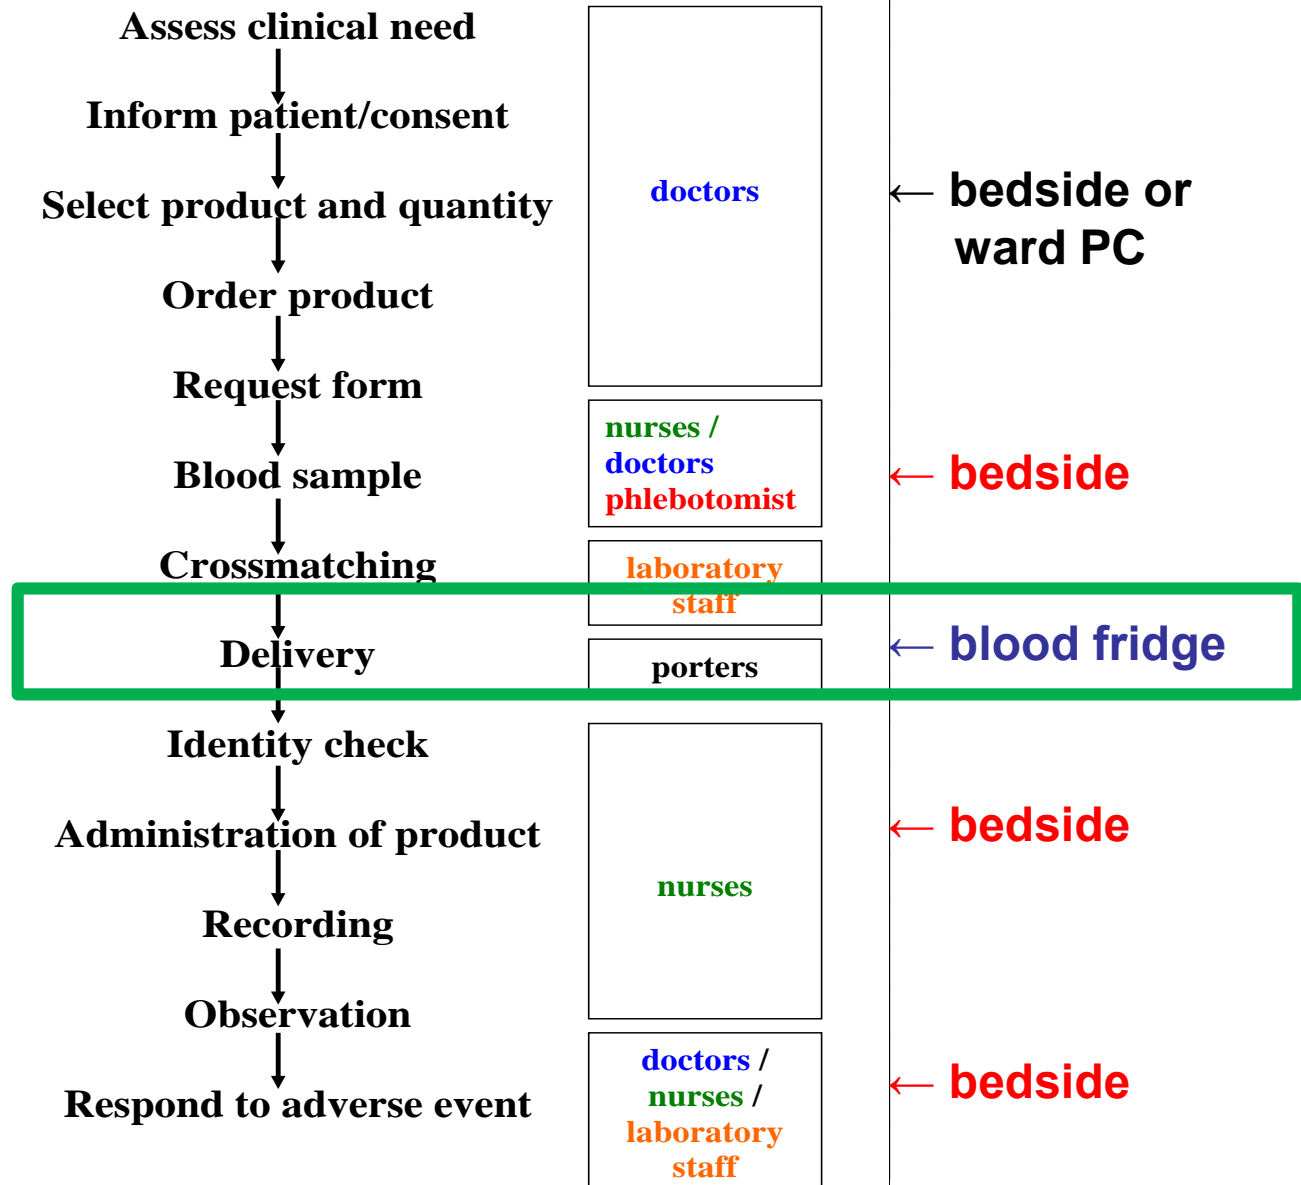 Assess clinical need
Inform patient/consent
Select product and quantity
Order product
Request form
Blood sample
Crossmatching
Delivery
Identity check
Administration of product
Recording
Observation
Respond to adverse event
doctors
nurses /
doctors
phlebotomist
laboratory
staff
porters
nurses
doctors /
nurses /
laboratory
staff
← bedside or
ward PC
← bedside
← blood fridge
← bedside
← bedside